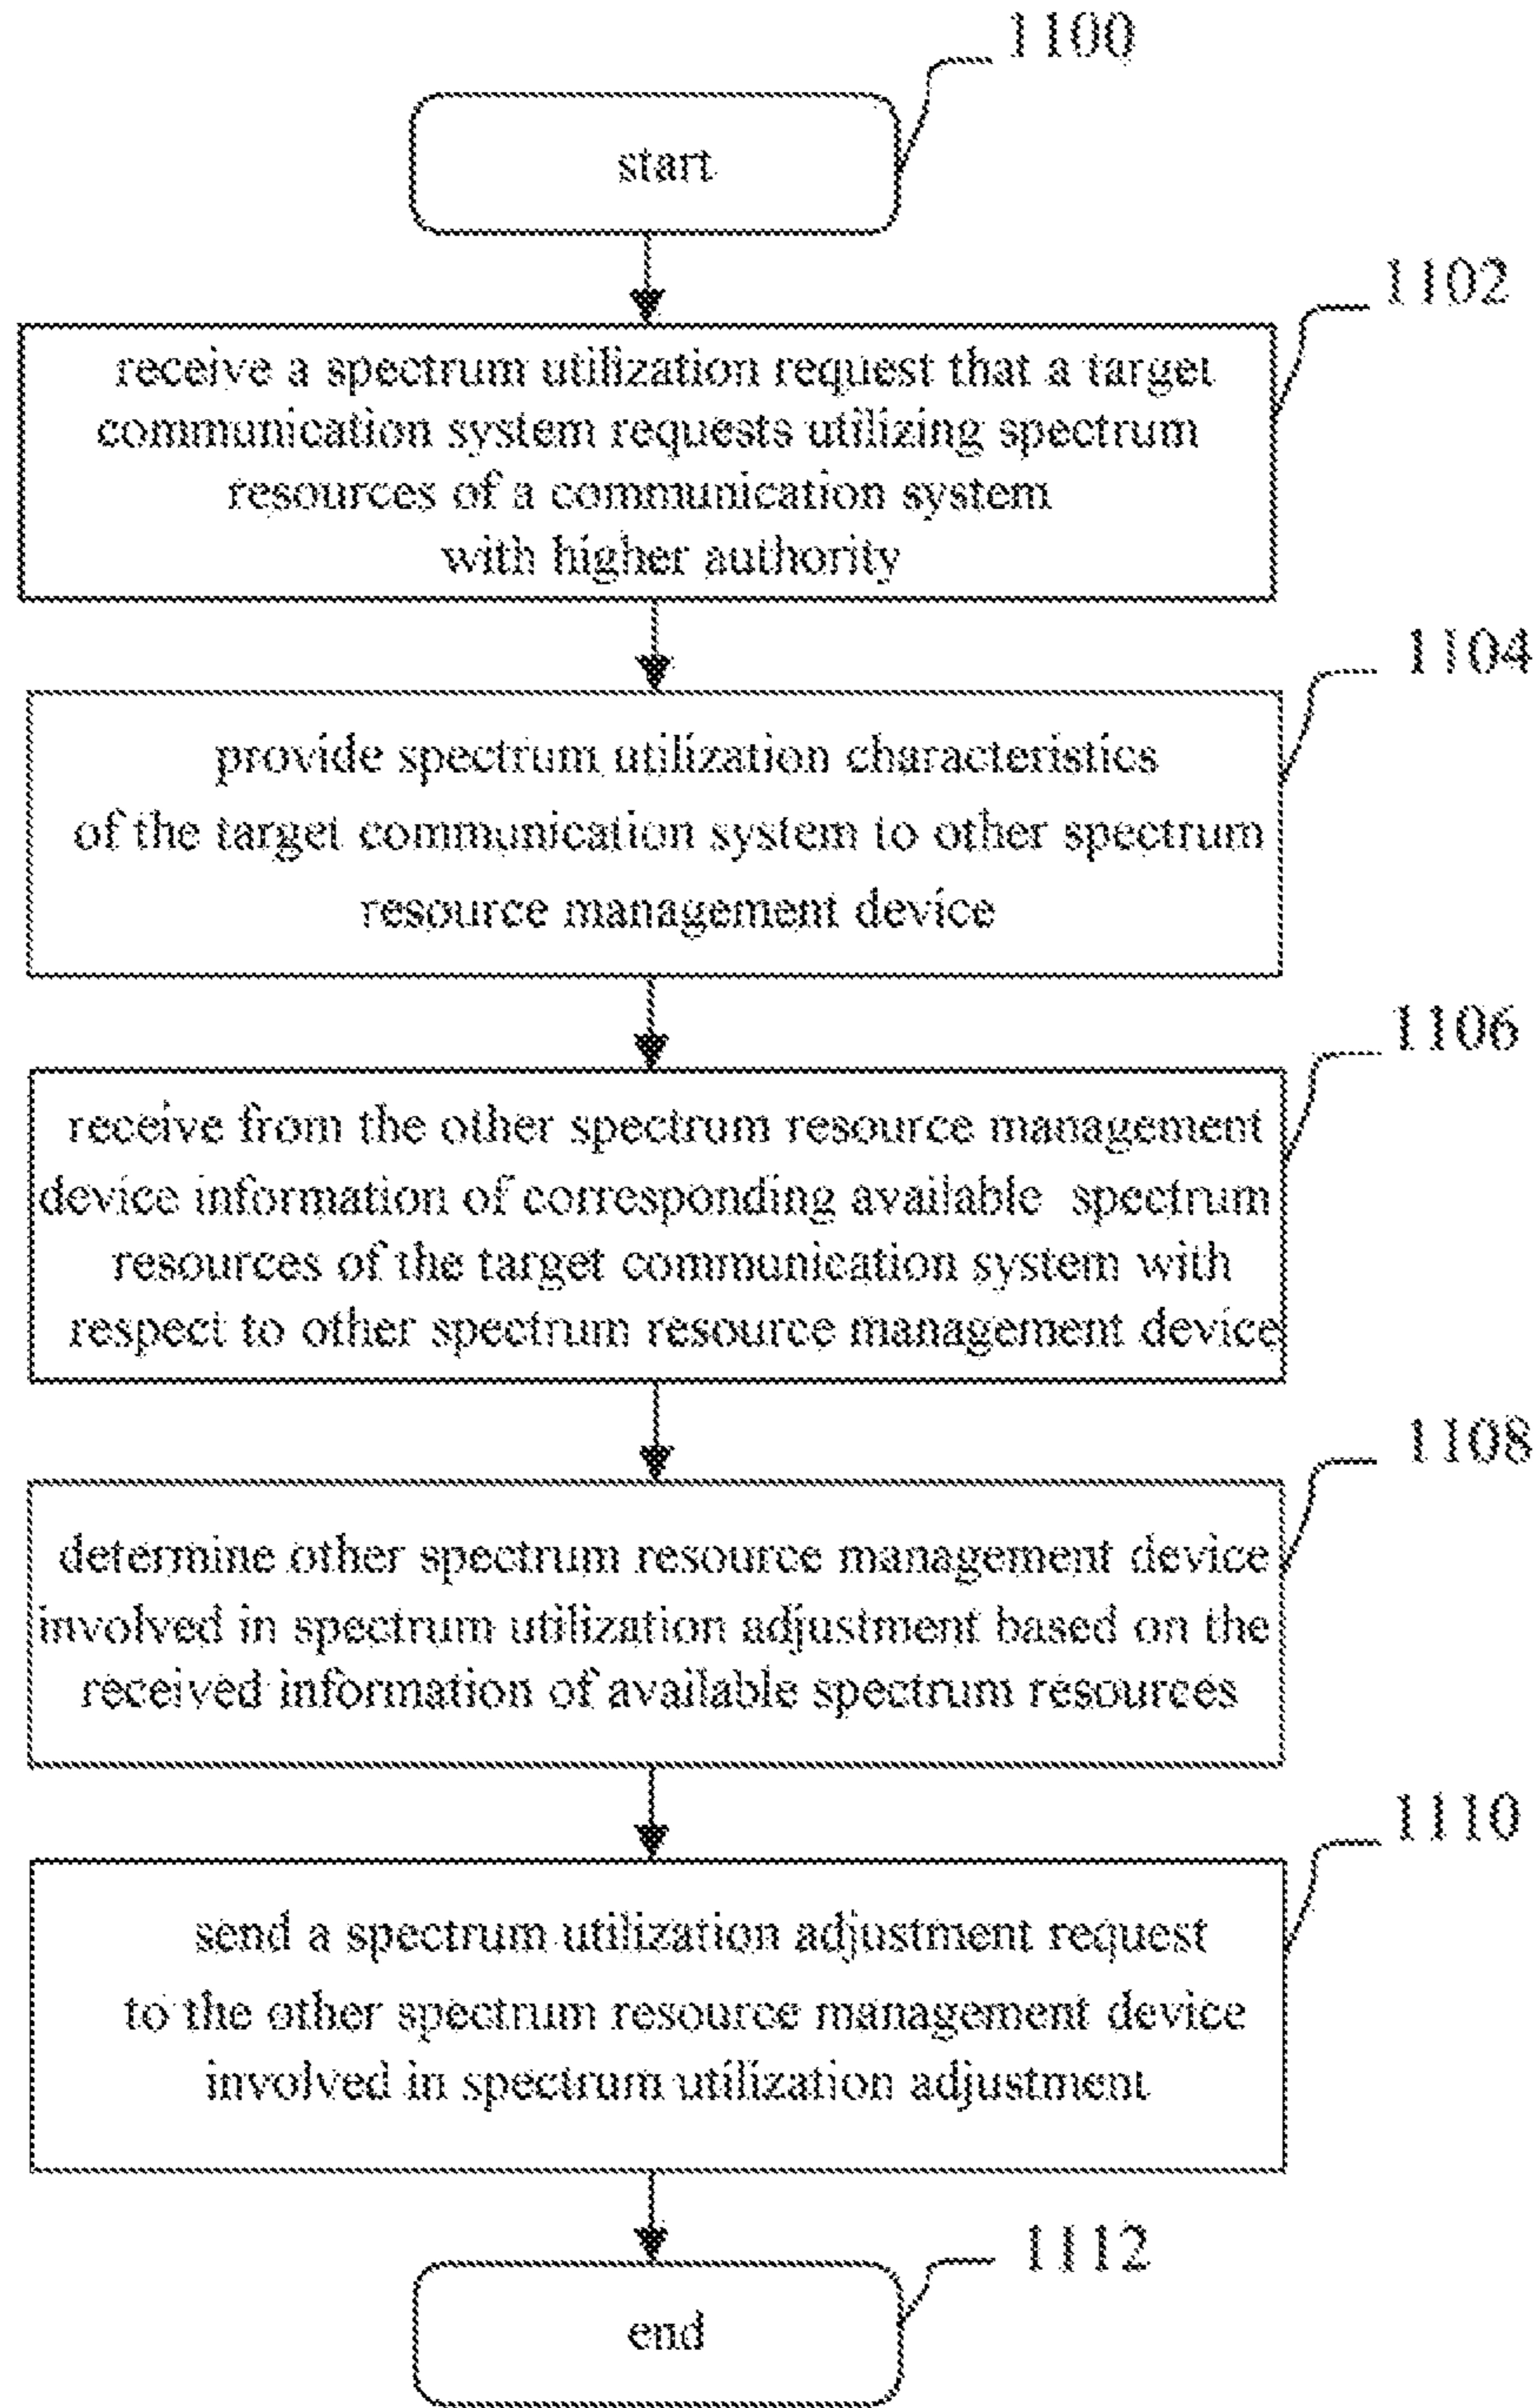 1100
start
1102
receive a spectrum utilization request that a target
communication system requests utilizing spectrum
resources of a communication system
with higher authority
1104
provide spectrum utilization characteristics
of the target communication system to other spectrum
resource management device
1106
receive from the other spectrum resource management
device information of corresponding available spectrum
resources of the target communication system with
respect to other spectrum resource management device
1108
determine other spectrum resource management device
involved in spectrum utilization adjustment based on the
received information of available spectrum resources
1110
send a spectrum utilization adjustment request
to the other spectrum resource management device
involved in spectrum utilization adjustment
1112
end